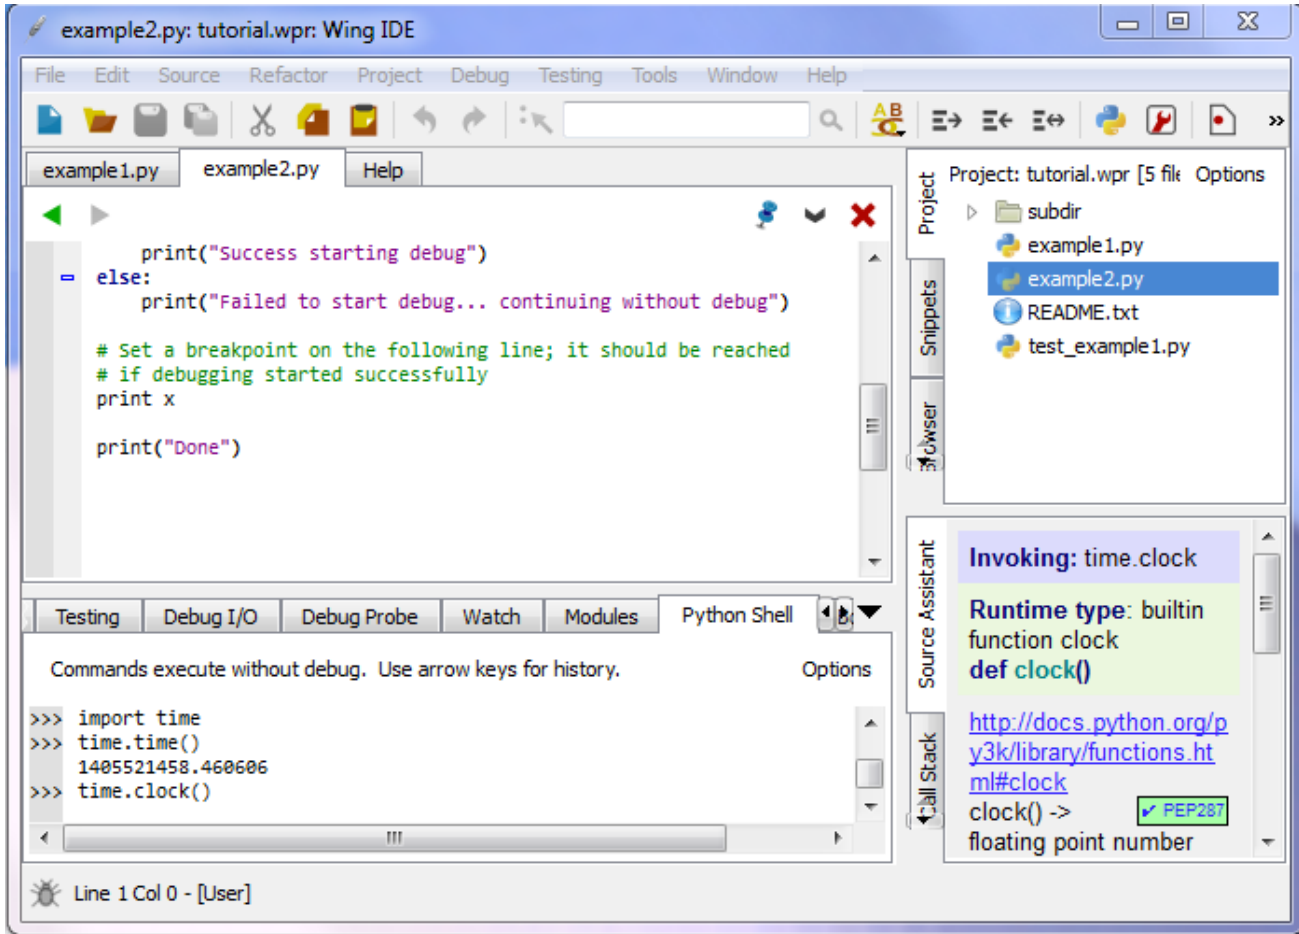 example2.py: tutorial.wpr: Wing IDE
File Edit Source Refactor Project Debug Testing Tools Window Help
example1.py example2.py Help
print("Success starting debug")
else:
print("Failed to start debug... continuing without debug")
# Set a breakpoint on the following line; it should be reached
# if debugging started successfully
print x
print("Done")
Project
Snippets
Browser
Project: tutorial.wpr [5 file Options
subdir
example1.py
example2.py
README.txt
test_example1.py
Testing Debug I/O Debug Probe Watch Modules Python Shell
Commands execute without debug. Use arrow keys for history. Options
>>> import time
>>> time.time()
1405521458.460606
>>> time.clock()
Source Assistant
Call Stack
Invoking: time.clock
Runtime type: builtin
function clock
def clock()
http://docs.python.org/p
y3k/library/functions.ht
ml#clock
clock() -> ✔ PEP287
floating point number
Line 1 Col 0 - [User]